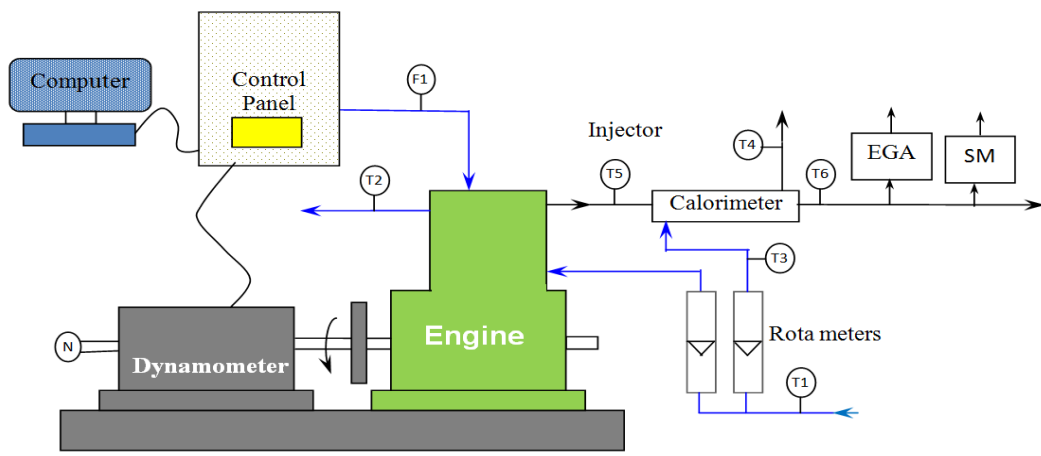 Computer
Control
Panel
F1
Injector
T4
EGA
SM
T2
T5
Calorimeter
T6
T3
N
Dynamometer
Engine
Rota meters
T1